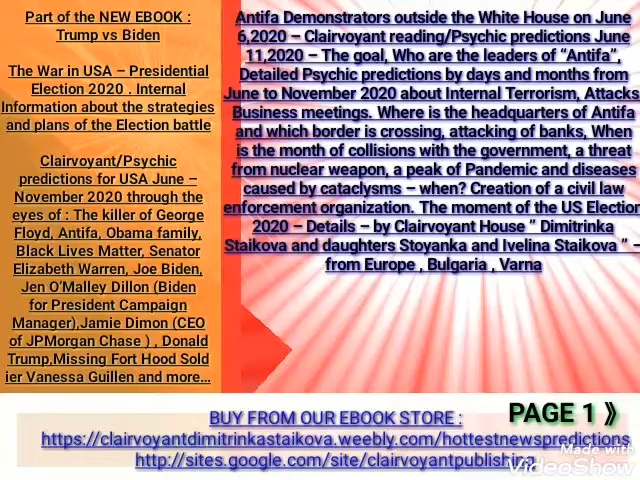 Part of the NEW EBOOK :
Trump vs Biden
The War in USA – Presidential
Election 2020 . Internal
Information about the strategies
and plans of the Election battle
Clairvoyant/Psychic
predictions for USA June –
November 2020 through the
eyes of : The killer of George
Floyd, Antifa, Obama family,
Black Lives Matter, Senator
Elizabeth Warren, Joe Biden,
Jen O'Malley Dillon (Biden
for President Campaign
Manager),Jamie Dimon (CEO
of JPMorgan Chase ) , Donald
Trump,Missing Fort Hood Sold
ier Vanessa Guillen and more...
Antifa Demonstrators outside the White House on June
6,2020 – Clairvoyant reading/Psychic predictions June
11,2020 – The goal, Who are the leaders of “Antifa”,
Detailed Psychic predictions by days and months from
June to November 2020 about Internal Terrorism, Attacks
Business meetings. Where is the headquarters of Antifa
and which border is crossing, attacking of banks, When
is the month of collisions with the government, a threat
from nuclear weapon, a peak of Pandemic and diseases
caused by cataclysms – when? Creation of a civil law
enforcement organization. The moment of the US Election
2020 – Details – by Clairvoyant House ” Dimitrinka
Staikova and daughters Stoyanka and Ivelina Staikova ” –
from Europe , Bulgaria , Varna
PAGE 1 》
BUY FROM OUR EBOOK STORE :
https://clairvoyantdimitrinkastaikova.weebly.com/hottestnewspredictions
http://sites.google.com/site/clairvoyantpublishing
Made with
VideoShow